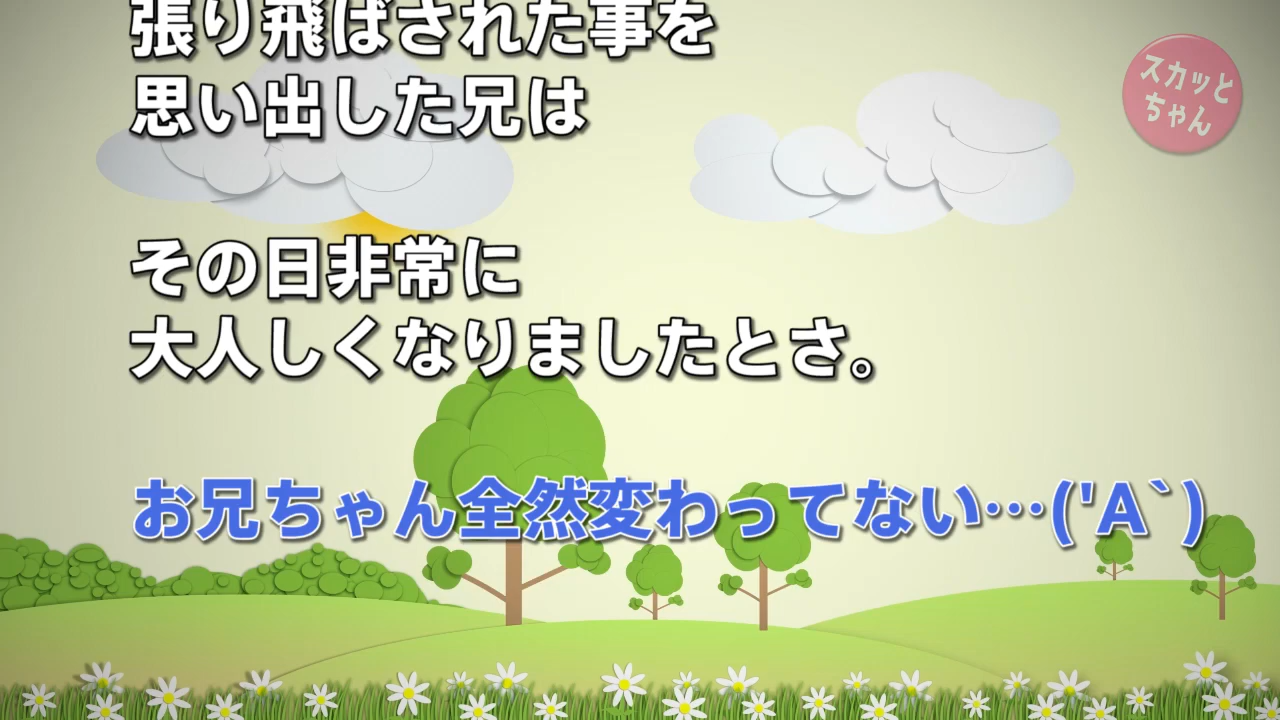 張り飛ばされた事を
思い出した兄は
その日非常に
大人しくなりましたとさ。
お兄ちゃん全然変わってない…('A`)
スカッと
ちゃん